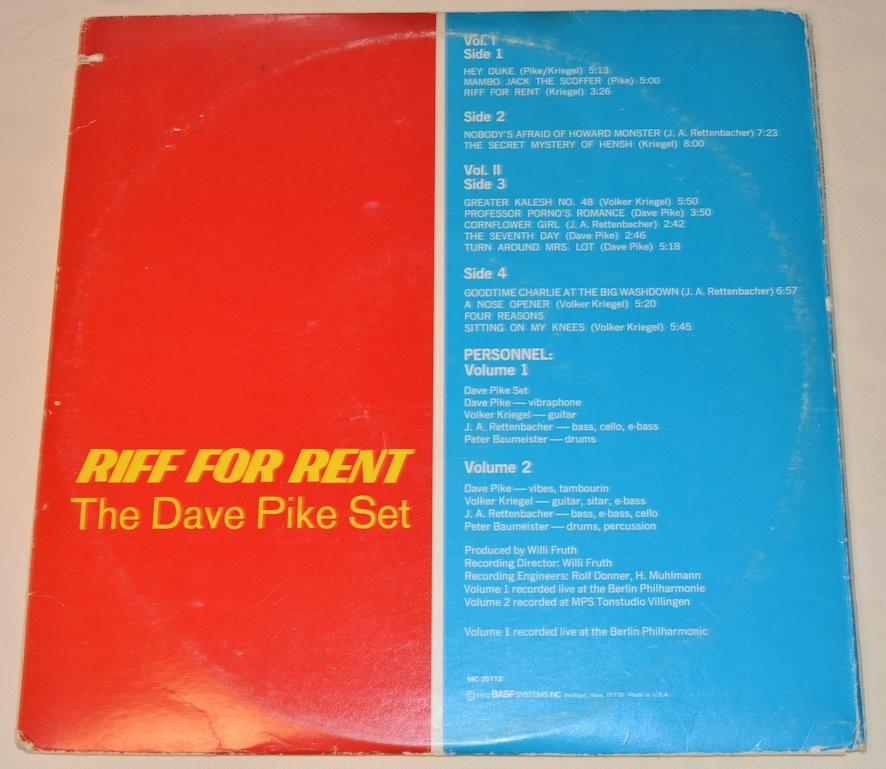 RIFF FOR RENT
The Dave Pike Set
Vol. I
Side 1
HEY DUKE (Pike/Kriegel) 5:13
MAMBO JACK THE SCOFFER (Pike) 5:00
RIFF FOR RENT (Kriegel) 3:26
Side 2
NOBODY'S AFRAID OF HOWARD MONSTER (J. A. Rettenbacher) 7:23
THE SECRET MYSTERY OF HENSH (Kriegel) 8:00
Vol. II
Side 3
GREATER KALESH NO. 48 (Volker Kriegel) 5:50
PROFESSOR PORNO'S ROMANCE (Dave Pike) 3:50
CORNFLOWER GIRL (J. A. Rettenbacher) 2:42
THE SEVENTH DAY (Dave Pike) 2:46
TURN AROUND MRS. LOT (Dave Pike) 5:18
Side 4
GOODTIME CHARLIE AT THE BIG WASHDOWN (J. A. Rettenbacher) 6:57
A NOSE OPENER (Volker Kriegel) 5:20
FOUR REASONS
SITTING ON MY KNEES (Volker Kriegel) 5:45
PERSONNEL:
Volume 1
Dave Pike Set
Dave Pike — vibraphone
Volker Kriegel — guitar
J. A. Rettenbacher — bass, cello, e-bass
Peter Baumeister — drums
Volume 2
Dave Pike — vibes, tambourin
Volker Kriegel — guitar, sitar, e-bass
J. A. Rettenbacher — bass, e-bass, cello
Peter Baumeister — drums, percussion
Produced by Willi Fruth
Recording Director: Willi Fruth
Recording Engineers: Rolf Donner, H. Muhlmann
Volume 1 recorded live at the Berlin Philharmonie
Volume 2 recorded at MPS Tonstudio Villingen
Volume 1 recorded live at the Berlin Philharmonic
MC-25112
© 1972 BASF SYSTEMS INC Bedford, Mass. 01730 Made in U.S.A.